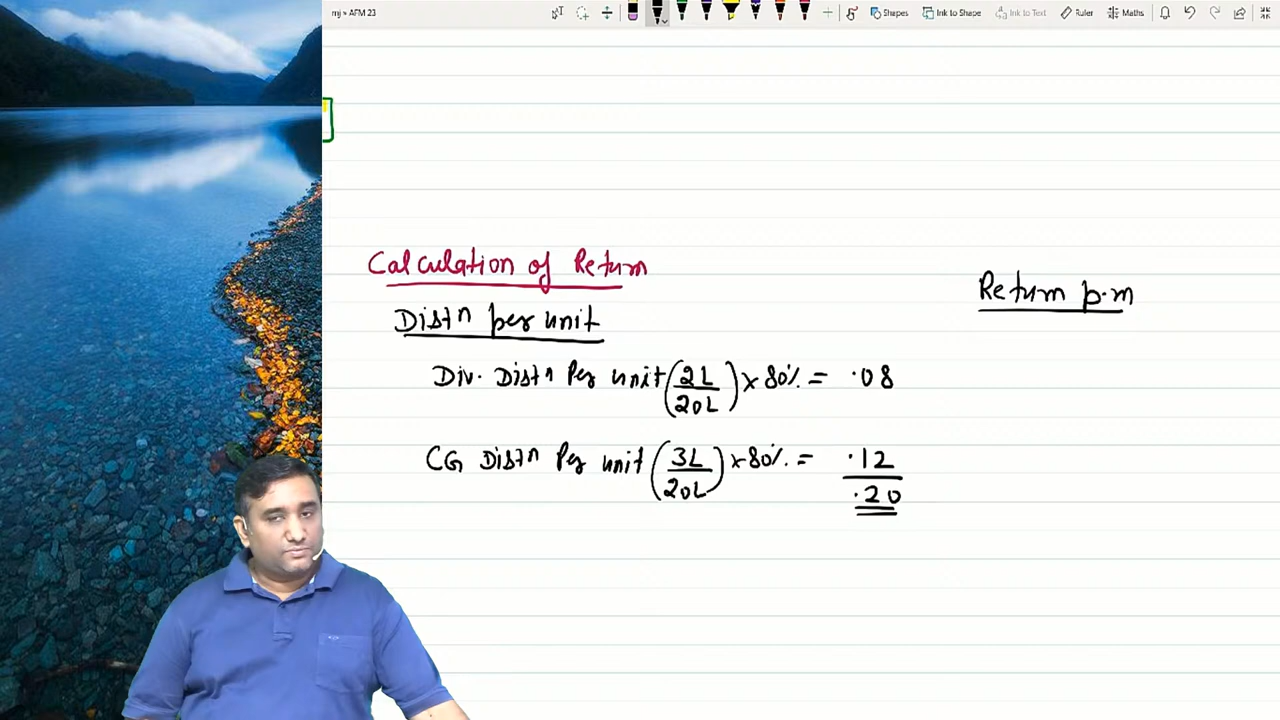 mj » AFM 23
Shapes
Ink to Shape
Ink to Text
Ruler
Maths
T
Calculation of Return
Return p.m
Distn per unit
Div. Distn Per unit (2L/20L) × 80% = .08
CG Distn Per unit (3L/20L) × 80% = .12
.20